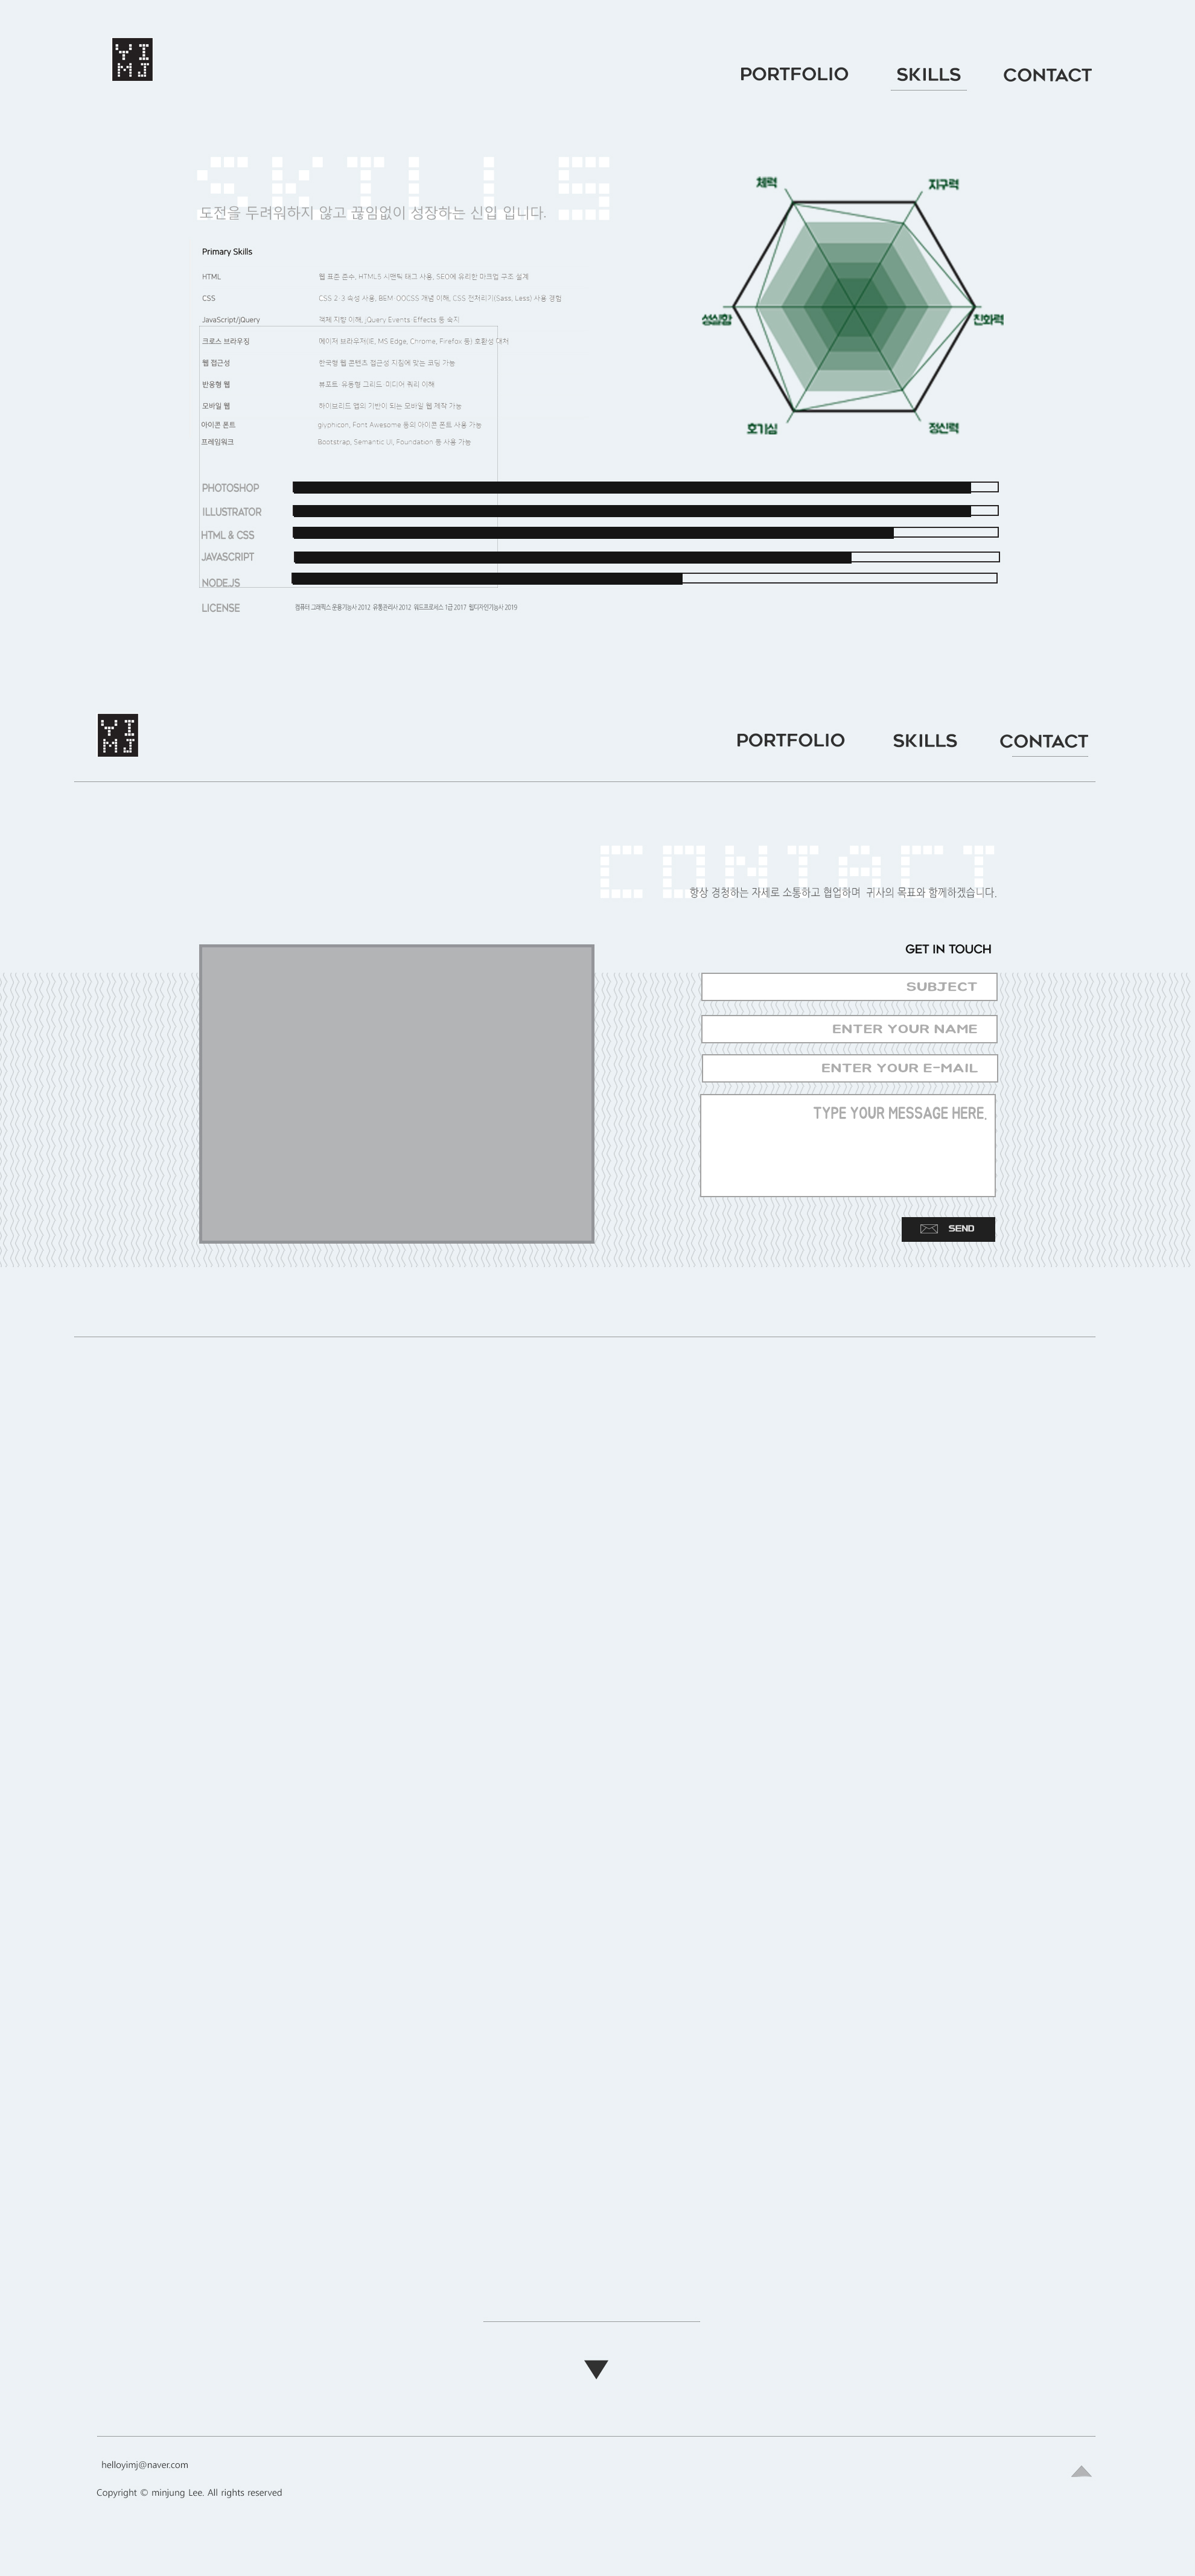 YI
MJ
PORTFOLIO SKILLS CONTACT
SKILLS
도전을 두려워하지 않고 끊임없이 성장하는 신입 입니다.
체력
지구력
성실함
친화력
호기심
정신력
Primary Skills
HTML 웹 표준 준수, HTML5 시맨틱 태그 사용, SEO에 유리한 마크업 구조 설계
CSS CSS 2·3 속성 사용, BEM·OOCSS 개념 이해, CSS 전처리기(Sass, Less) 사용 경험
JavaScript/jQuery 객체 지향 이해, jQuery Events·Effects 등 숙지
크로스 브라우징 메이저 브라우저(IE, MS Edge, Chrome, Firefox 등) 호환성 대처
웹 접근성 한국형 웹 콘텐츠 접근성 지침에 맞는 코딩 가능
반응형 웹 뷰포트·유동형 그리드·미디어 쿼리 이해
모바일 웹 하이브리드 앱의 기반이 되는 모바일 웹 제작 가능
아이콘 폰트 glyphicon, Font Awesome 등의 아이콘 폰트 사용 가능
프레임워크 Bootstrap, Semantic UI, Foundation 등 사용 가능
PHOTOSHOP
ILLUSTRATOR
HTML & CSS
JAVASCRIPT
NODEJS
LICENSE 컴퓨터 그래픽스 운용기능사 2012 유통관리사 2012 워드프로세스 1급 2017 웹디자인기능사 2019
YI
MJ
PORTFOLIO SKILLS CONTACT
CONTACT
항상 경청하는 자세로 소통하고 협업하며 귀사의 목표와 함께하겠습니다.
GET IN TOUCH
SUBJECT
ENTER YOUR NAME
ENTER YOUR E-MAIL
TYPE YOUR MESSAGE HERE.
SEND
helloyimj@naver.com
Copyright © minjung Lee. All rights reserved